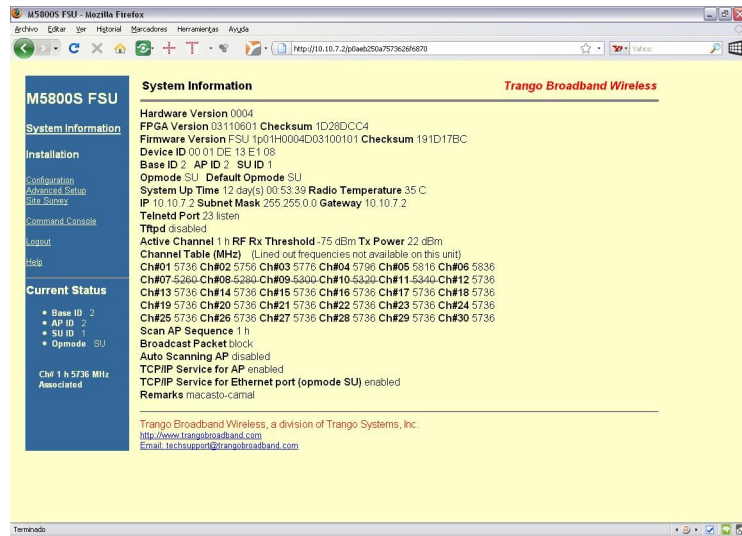 M5800S FSU - Mozilla Firefox
Archivo Editar Ver Historial Marcadores Herramientas Ayuda
http://10.10.7.2/p0aeb250a7573626f6870
Yahoo
M5800S FSU
System Information
Installation
Configuration
Advanced Setup
Site Survey
Command Console
Logout
Help
Current Status
Base ID 2
AP ID 2
SU ID 1
Opmode SU
Ch# 1 h 5736 MHz
Associated
System Information
Trango Broadband Wireless
Hardware Version 0004
FPGA Version 03110601 Checksum 1D28DCC4
Firmware Version FSU 1p01H0004D03100101 Checksum 191D17BC
Device ID 00 01 DE 13 E1 08
Base ID 2 AP ID 2 SU ID 1
Opmode SU Default Opmode SU
System Up Time 12 day(s) 00:53:39 Radio Temperature 35 C
IP 10.10.7.2 Subnet Mask 255.255.0.0 Gateway 10.10.7.2
Telnetd Port 23 listen
Tftpd disabled
Active Channel 1 h RF Rx Threshold -75 dBm Tx Power 22 dBm
Channel Table (MHz) (Lined out frequencies not available on this unit)
Ch#01 5736 Ch#02 5756 Ch#03 5776 Ch#04 5796 Ch#05 5816 Ch#06 5836
Ch#07 5260 Ch#08 5280 Ch#09 5300 Ch#10 5320 Ch#11 5340 Ch#12 5736
Ch#13 5736 Ch#14 5736 Ch#15 5736 Ch#16 5736 Ch#17 5736 Ch#18 5736
Ch#19 5736 Ch#20 5736 Ch#21 5736 Ch#22 5736 Ch#23 5736 Ch#24 5736
Ch#25 5736 Ch#26 5736 Ch#27 5736 Ch#28 5736 Ch#29 5736 Ch#30 5736
Scan AP Sequence 1 h
Broadcast Packet block
Auto Scanning AP disabled
TCP/IP Service for AP enabled
TCP/IP Service for Ethernet port (opmode SU) enabled
Remarks macasto-camal
Trango Broadband Wireless, a division of Trango Systems, Inc.
http://www.trangobroadband.com
Email: techsupport@trangobroadband.com
Terminado